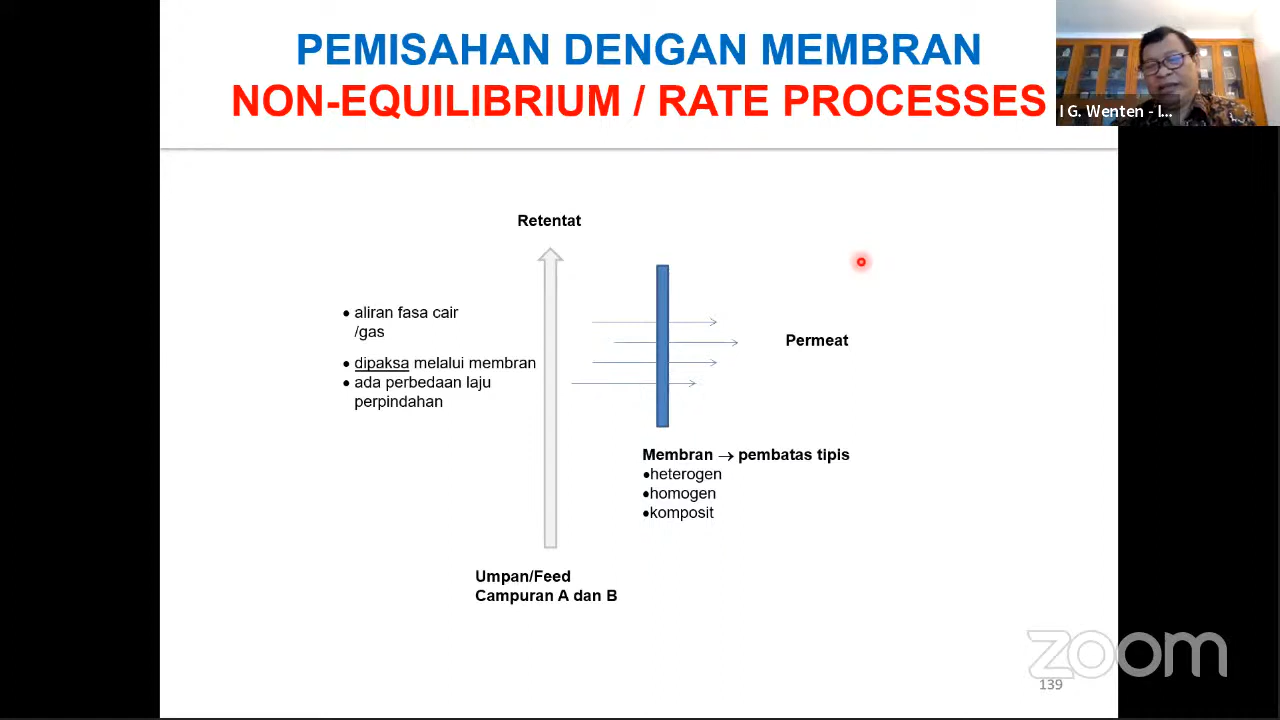 PEMISAHAN DENGAN MEMBRAN
NON-EQUILIBRIUM / RATE PROCESSES
I G. Wenten - I...
Retentat
• aliran fasa cair
/gas
• dipaksa melalui membran
• ada perbedaan laju
perpindahan
Permeat
Membran → pembatas tipis
•heterogen
•homogen
•komposit
Umpan/Feed
Campuran A dan B
zoom
139